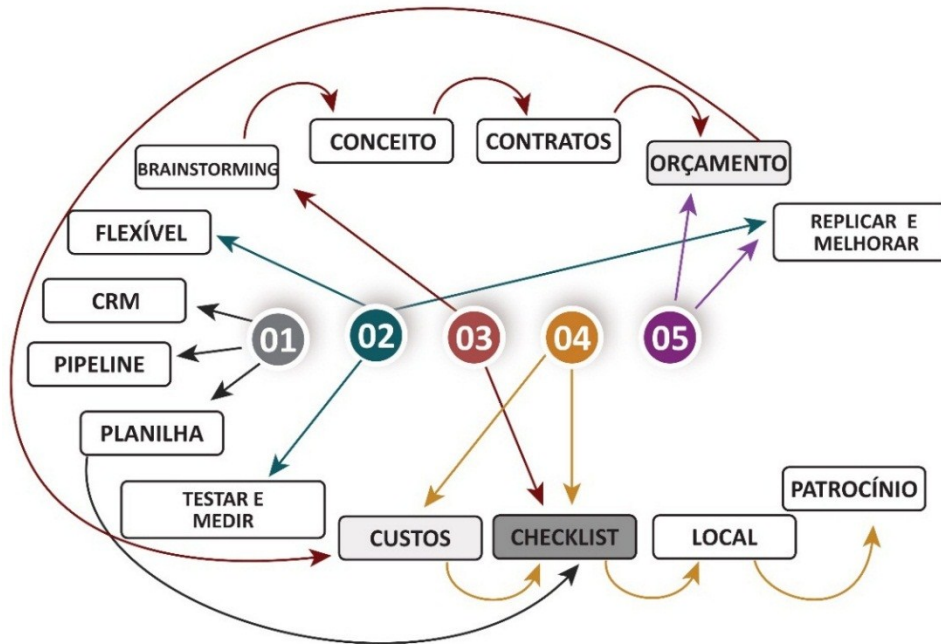 CONCEITO
CONTRATOS
BRAINSTORMING
ORÇAMENTO
FLEXÍVEL
REPLICAR E
MELHORAR
CRM
01
02
03
04
05
PIPELINE
PLANILHA
TESTAR E
MEDIR
CUSTOS
CHECKLIST
LOCAL
PATROCÍNIO